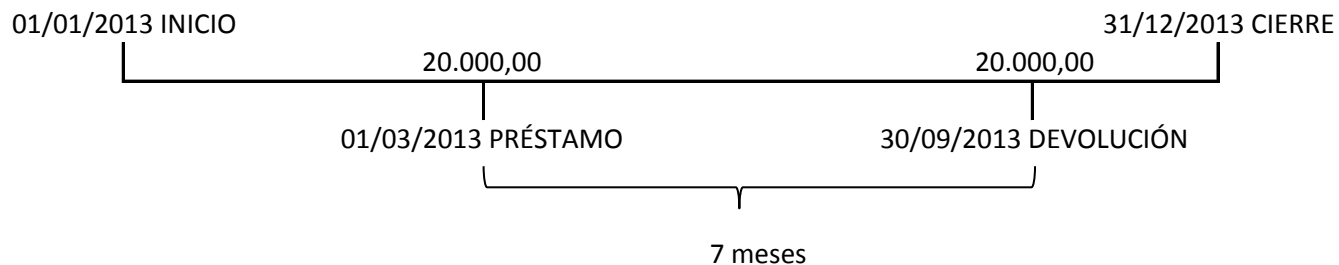 01/01/2013 INICIO
31/12/2013 CIERRE
20.000,00
20.000,00
01/03/2013 PRÉSTAMO
30/09/2013 DEVOLUCIÓN
7 meses